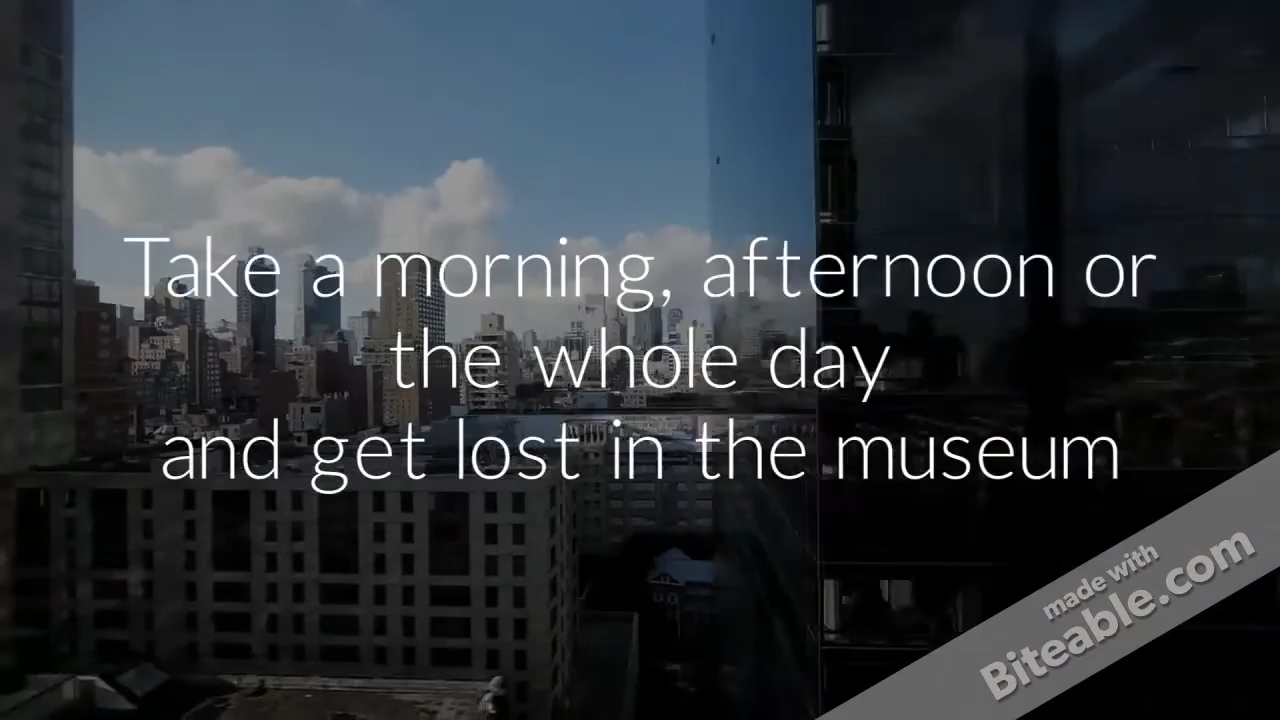 Take a morning, afternoon or
the whole day
and get lost in the museum
made with
Biteable.com